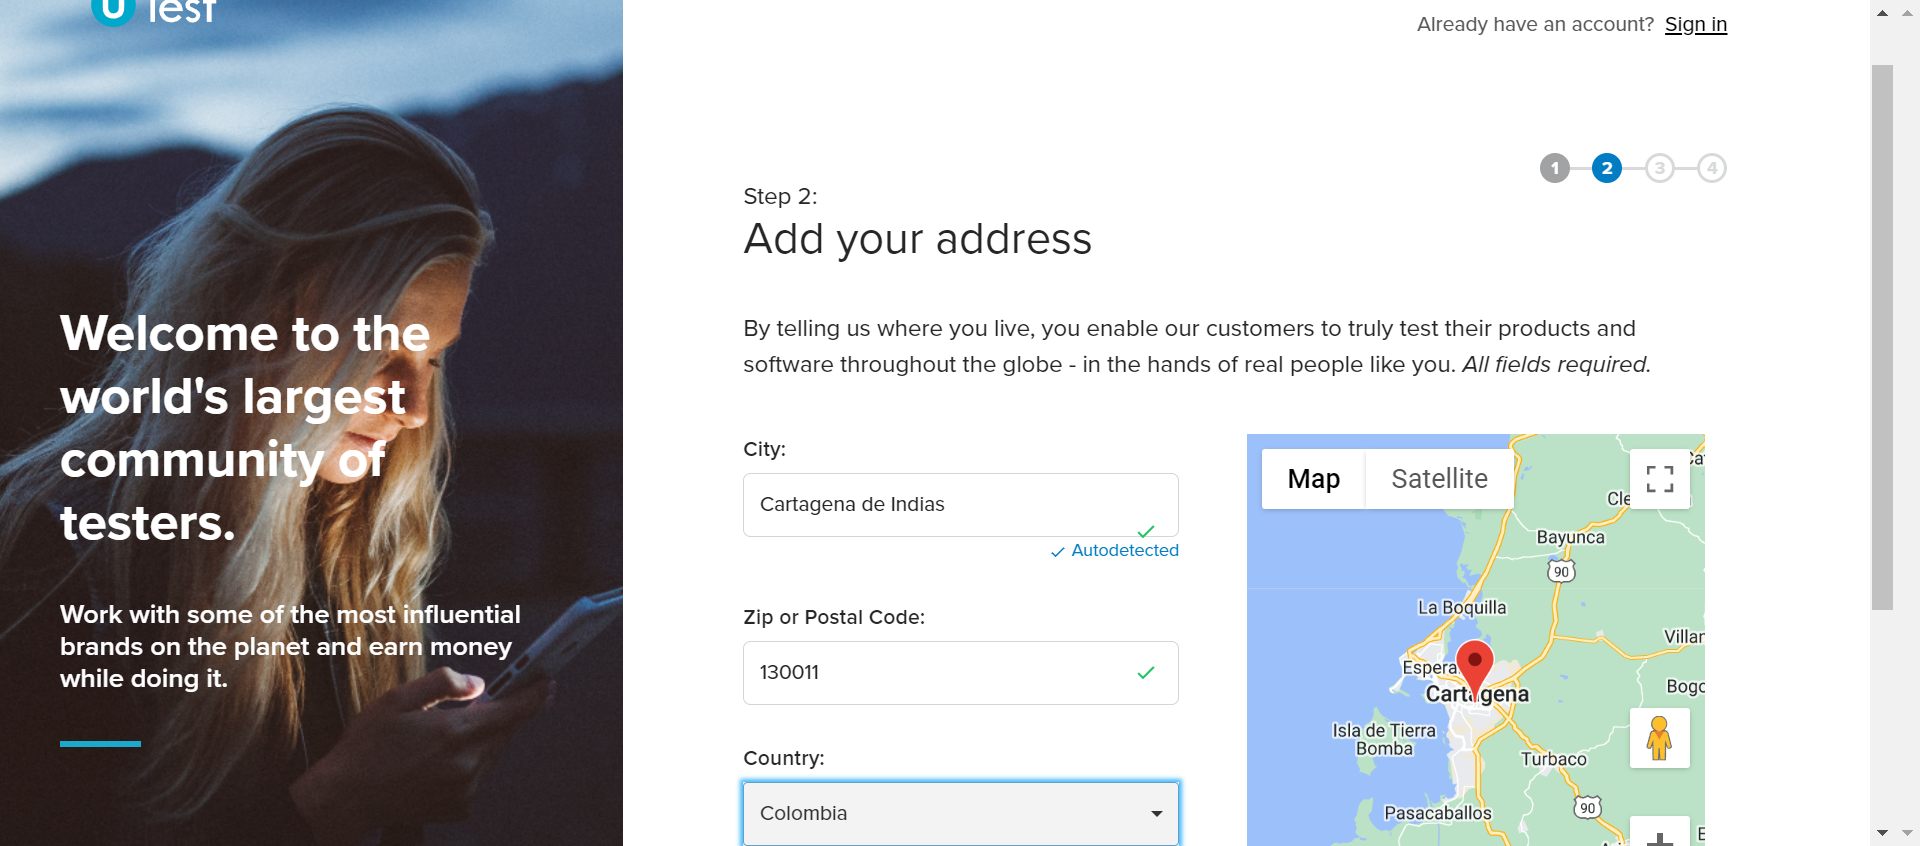 U Test
Already have an account? Sign in
1 2 3 4
Step 2:
Add your address
Welcome to the
world's largest
community of
testers.
Work with some of the most influential
brands on the planet and earn money
while doing it.
By telling us where you live, you enable our customers to truly test their products and
software throughout the globe - in the hands of real people like you. All fields required.
City:
Cartagena de Indias
Autodetected
Zip or Postal Code:
130011
Country:
Colombia
Map Satellite
Bayunca
90
La Boquilla
Cartagena
Isla de Tierra
Bomba
Turbaco
90
Pasacaballos